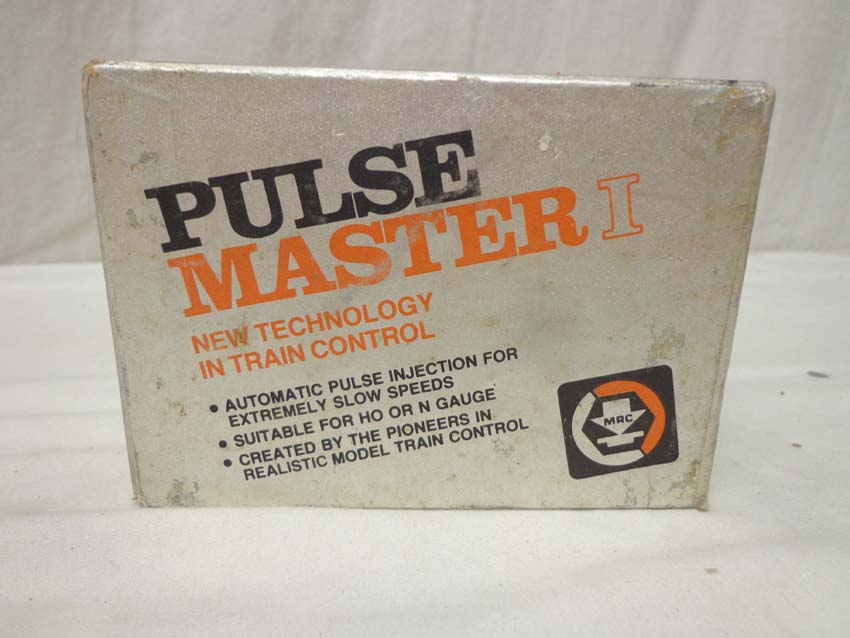 PULSE
MASTER I
NEW TECHNOLOGY
IN TRAIN CONTROL
• AUTOMATIC PULSE INJECTION FOR
EXTREMELY SLOW SPEEDS
• SUITABLE FOR HO OR N GAUGE
• CREATED BY THE PIONEERS IN
REALISTIC MODEL TRAIN CONTROL
MRC